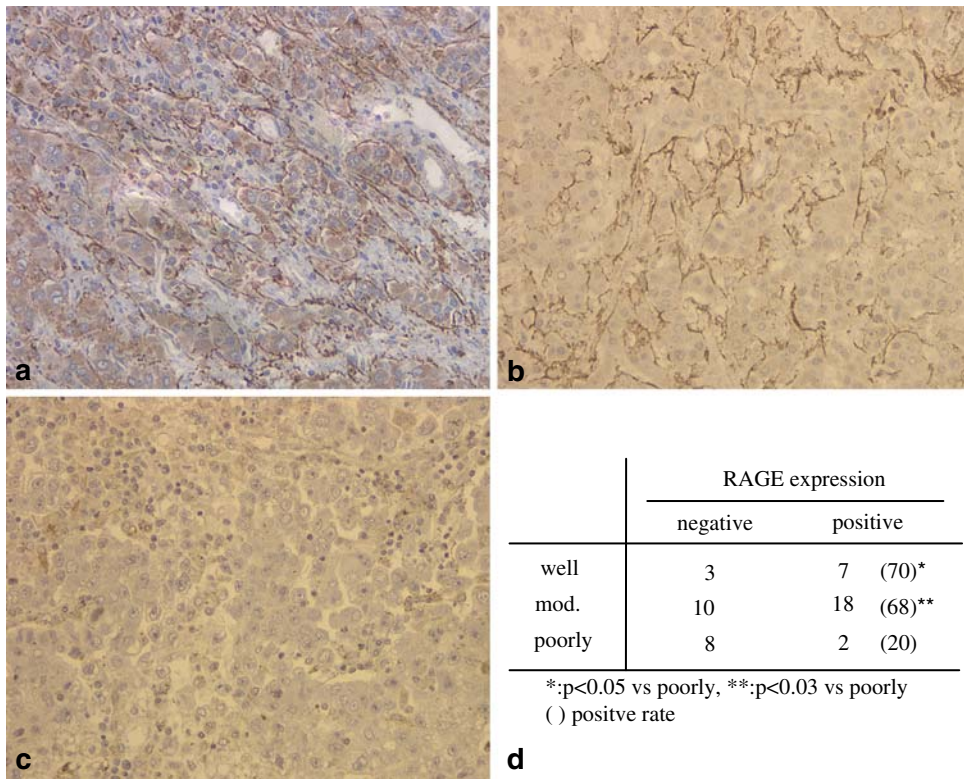 a
b
c
RAGE expression
negative positive
well 3 7 (70)*
mod. 10 18 (68)**
poorly 8 2 (20)
*:p<0.05 vs poorly, **:p<0.03 vs poorly
( ) positve rate
d